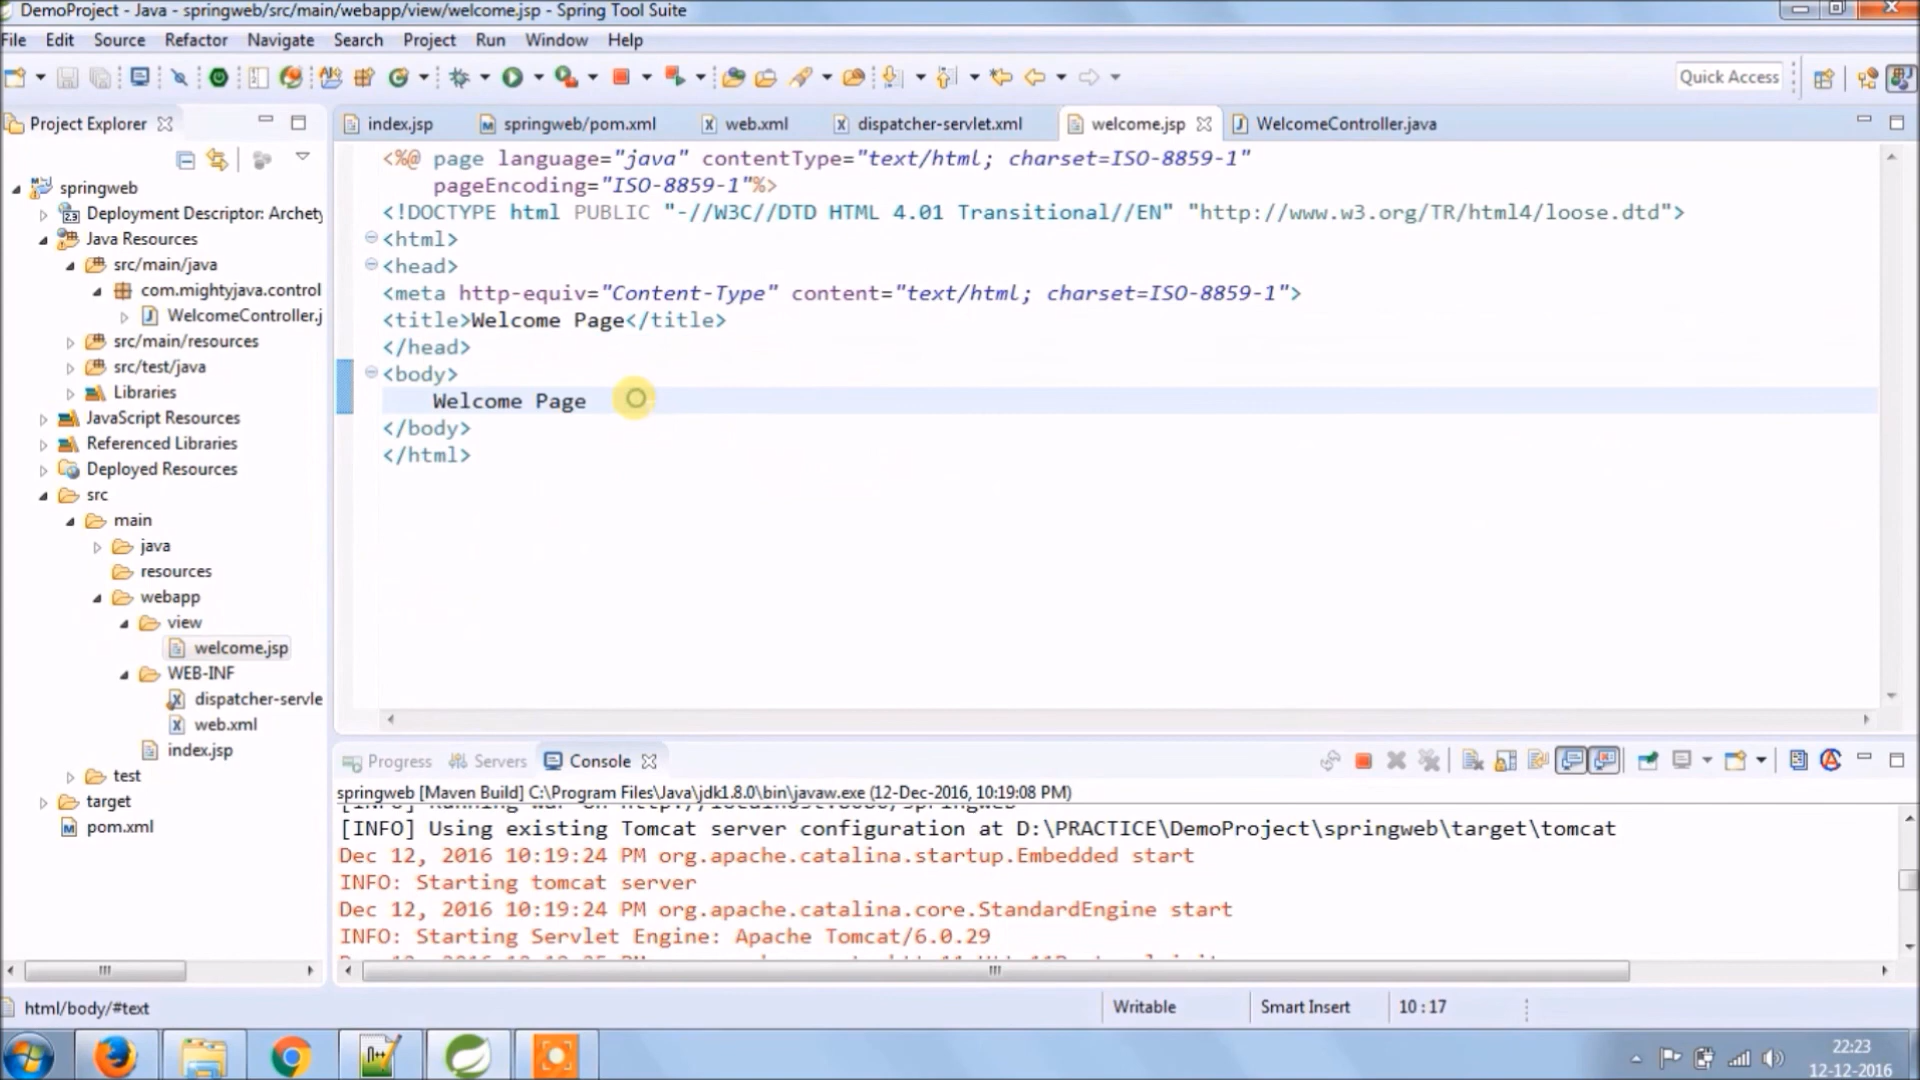 DemoProject - Java - springweb/src/main/webapp/view/welcome.jsp - Spring Tool Suite
File Edit Source Refactor Navigate Search Project Run Window Help
Quick Access
Project Explorer
index.jsp springweb/pom.xml web.xml dispatcher-servlet.xml welcome.jsp WelcomeController.java
springweb
Deployment Descriptor: Archety
Java Resources
src/main/java
com.mightyjava.control
WelcomeController.j
src/main/resources
src/test/java
Libraries
JavaScript Resources
Referenced Libraries
Deployed Resources
src
main
java
resources
webapp
view
welcome.jsp
WEB-INF
dispatcher-servle
web.xml
index.jsp
test
target
pom.xml
<%@ page language="java" contentType="text/html; charset=ISO-8859-1"
pageEncoding="ISO-8859-1"%>
<!DOCTYPE html PUBLIC "-//W3C//DTD HTML 4.01 Transitional//EN" "http://www.w3.org/TR/html4/loose.dtd">
<html>
<head>
<meta http-equiv="Content-Type" content="text/html; charset=ISO-8859-1">
<title>Welcome Page</title>
</head>
<body>
Welcome Page
</body>
</html>
Progress Servers Console
springweb [Maven Build] C:\Program Files\Java\jdk1.8.0\bin\javaw.exe (12-Dec-2016, 10:19:08 PM)
[INFO] Using existing Tomcat server configuration at D:\PRACTICE\DemoProject\springweb\target\tomcat
Dec 12, 2016 10:19:24 PM org.apache.catalina.startup.Embedded start
INFO: Starting tomcat server
Dec 12, 2016 10:19:24 PM org.apache.catalina.core.StandardEngine start
INFO: Starting Servlet Engine: Apache Tomcat/6.0.29
html/body/#text Writable Smart Insert 10 : 17
22:23
12-12-2016